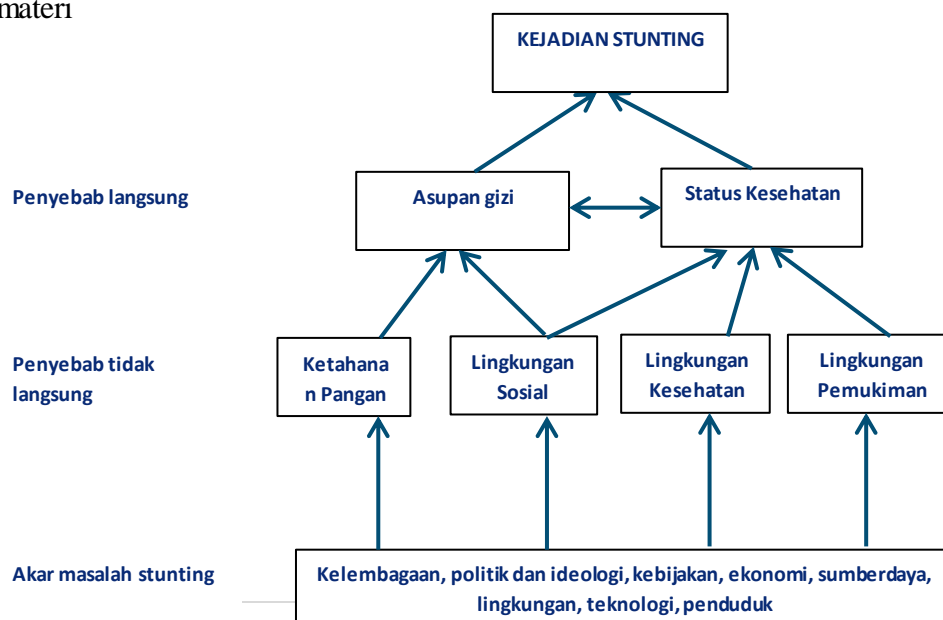 materi
KEJADIAN STUNTING
Penyebab langsung
Asupan gizi
Status Kesehatan
Penyebab tidak
langsung
Ketahana
n Pangan
Lingkungan
Sosial
Lingkungan
Kesehatan
Lingkungan
Pemukiman
Akar masalah stunting
Kelembagaan, politik dan ideologi, kebijakan, ekonomi, sumberdaya,
lingkungan, teknologi, penduduk